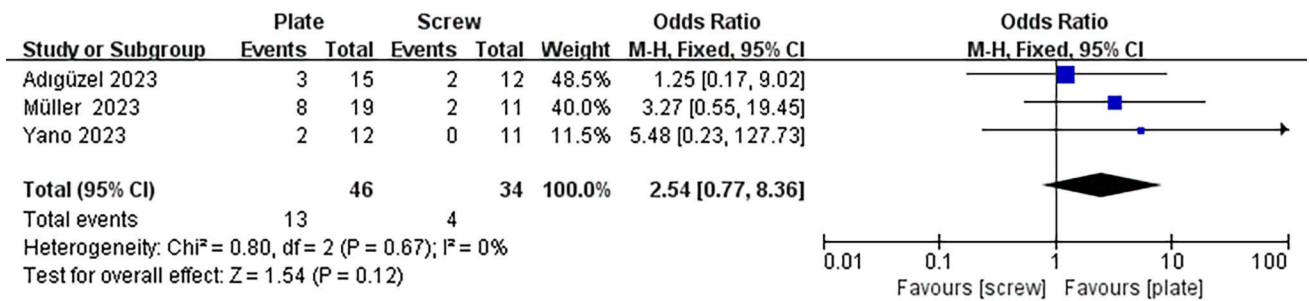 Plate Screw Odds Ratio Odds Ratio
Study or Subgroup Events Total Events Total Weight M-H, Fixed, 95% CI M-H, Fixed, 95% CI
Adıgüzel 2023 3 15 2 12 48.5% 1.25 [0.17, 9.02]
Müller 2023 8 19 2 11 40.0% 3.27 [0.55, 19.45]
Yano 2023 2 12 0 11 11.5% 5.48 [0.23, 127.73]
Total (95% CI) 46 34 100.0% 2.54 [0.77, 8.36]
Total events 13 4
Heterogeneity: Chi² = 0.80, df = 2 (P = 0.67); I² = 0%
Test for overall effect: Z = 1.54 (P = 0.12)
0.01 0.1 1 10 100
Favours [screw] Favours [plate]